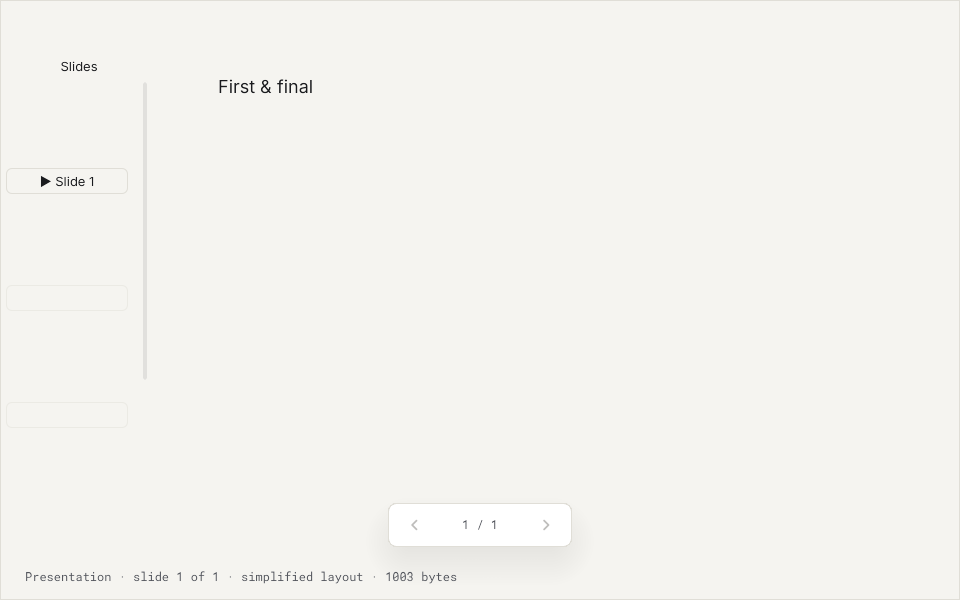 Slides
First & final
▶ Slide 1
1 / 1
Presentation · slide 1 of 1 · simplified layout · 1003 bytes